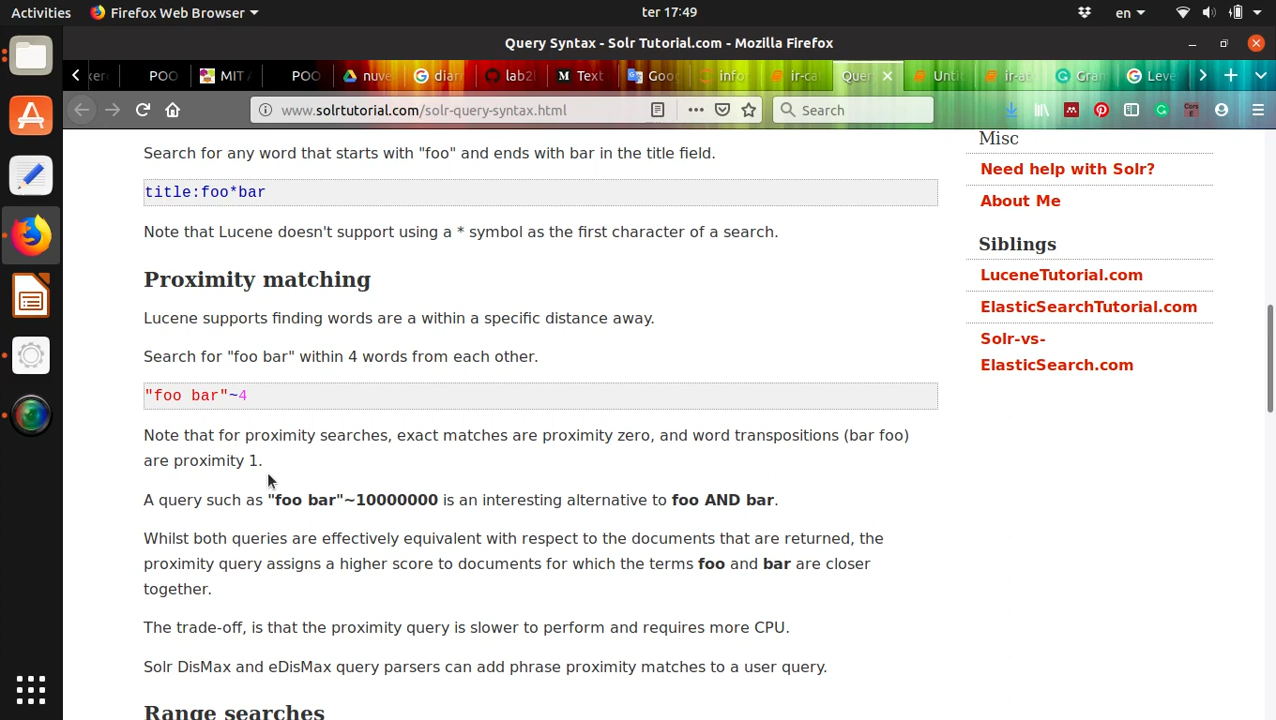 Activities Firefox Web Browser ter 17:49 en
Query Syntax - Solr Tutorial.com - Mozilla Firefox
POO MIT POO nuve diar lab2 M Text Goo info ir-ca Que Unti ir-a Gran Leve
www.solrtutorial.com/solr-query-syntax.html Search
Search for any word that starts with "foo" and ends with bar in the title field.
title:foo*bar
Note that Lucene doesn't support using a * symbol as the first character of a search.
Proximity matching
Lucene supports finding words are a within a specific distance away.
Search for "foo bar" within 4 words from each other.
"foo bar"~4
Note that for proximity searches, exact matches are proximity zero, and word transpositions (bar foo)
are proximity 1.
A query such as "foo bar"~10000000 is an interesting alternative to foo AND bar.
Whilst both queries are effectively equivalent with respect to the documents that are returned, the
proximity query assigns a higher score to documents for which the terms foo and bar are closer
together.
The trade-off, is that the proximity query is slower to perform and requires more CPU.
Solr DisMax and eDisMax query parsers can add phrase proximity matches to a user query.
Range searches
Misc
Need help with Solr?
About Me
Siblings
LuceneTutorial.com
ElasticSearchTutorial.com
Solr-vs-
ElasticSearch.com